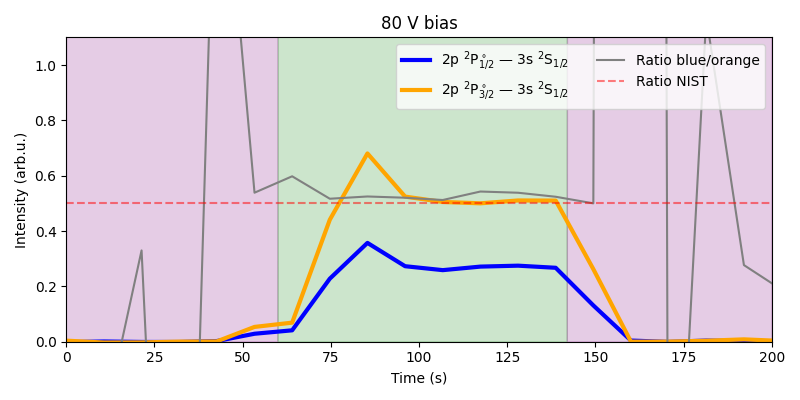 80 V bias
Intensity (arb.u.)
1.0
0.8
0.6
0.4
0.2
0.0
2p ²P°₁/₂ — 3s ²S₁/₂
2p ²P°₃/₂ — 3s ²S₁/₂
Ratio blue/orange
Ratio NIST
0 25 50 75 100 125 150 175 200
Time (s)